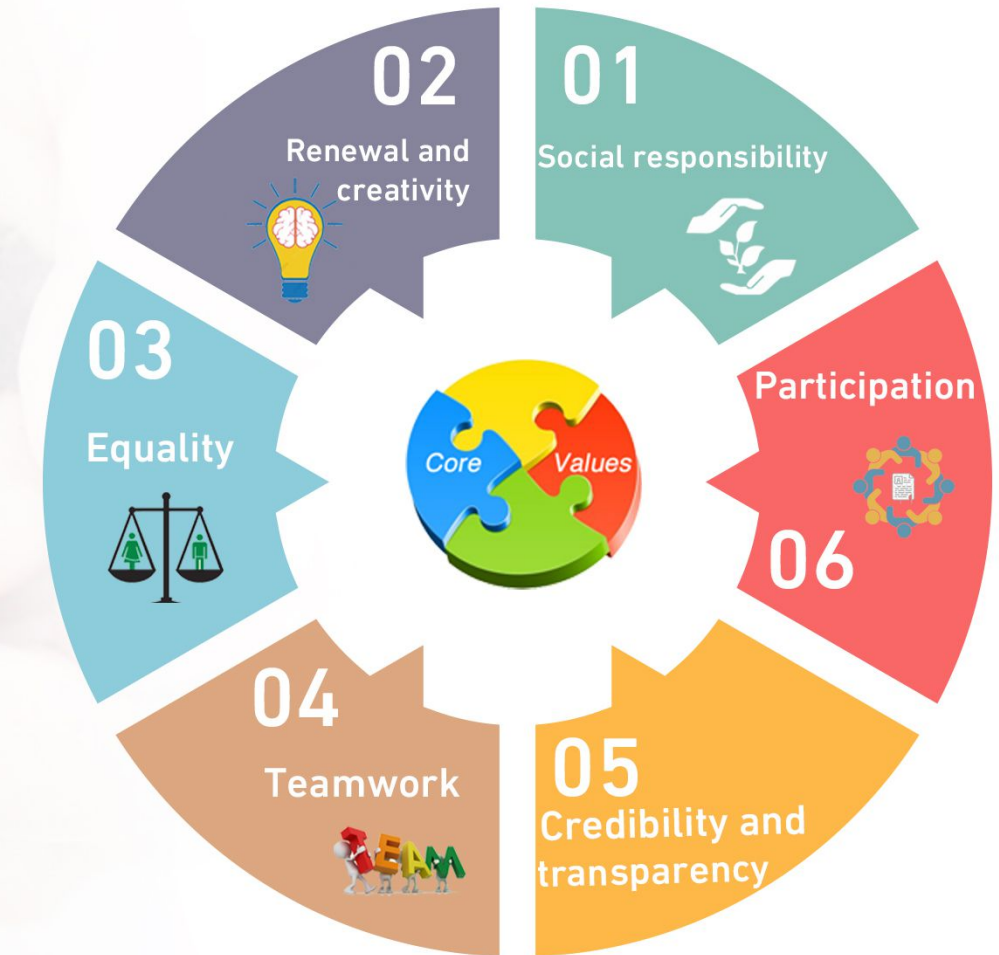 01
Social responsibility
02
Renewal and
creativity
03
Equality
04
Teamwork
TEAM
05
Credibility and
transparency
Participation
06
Core Values